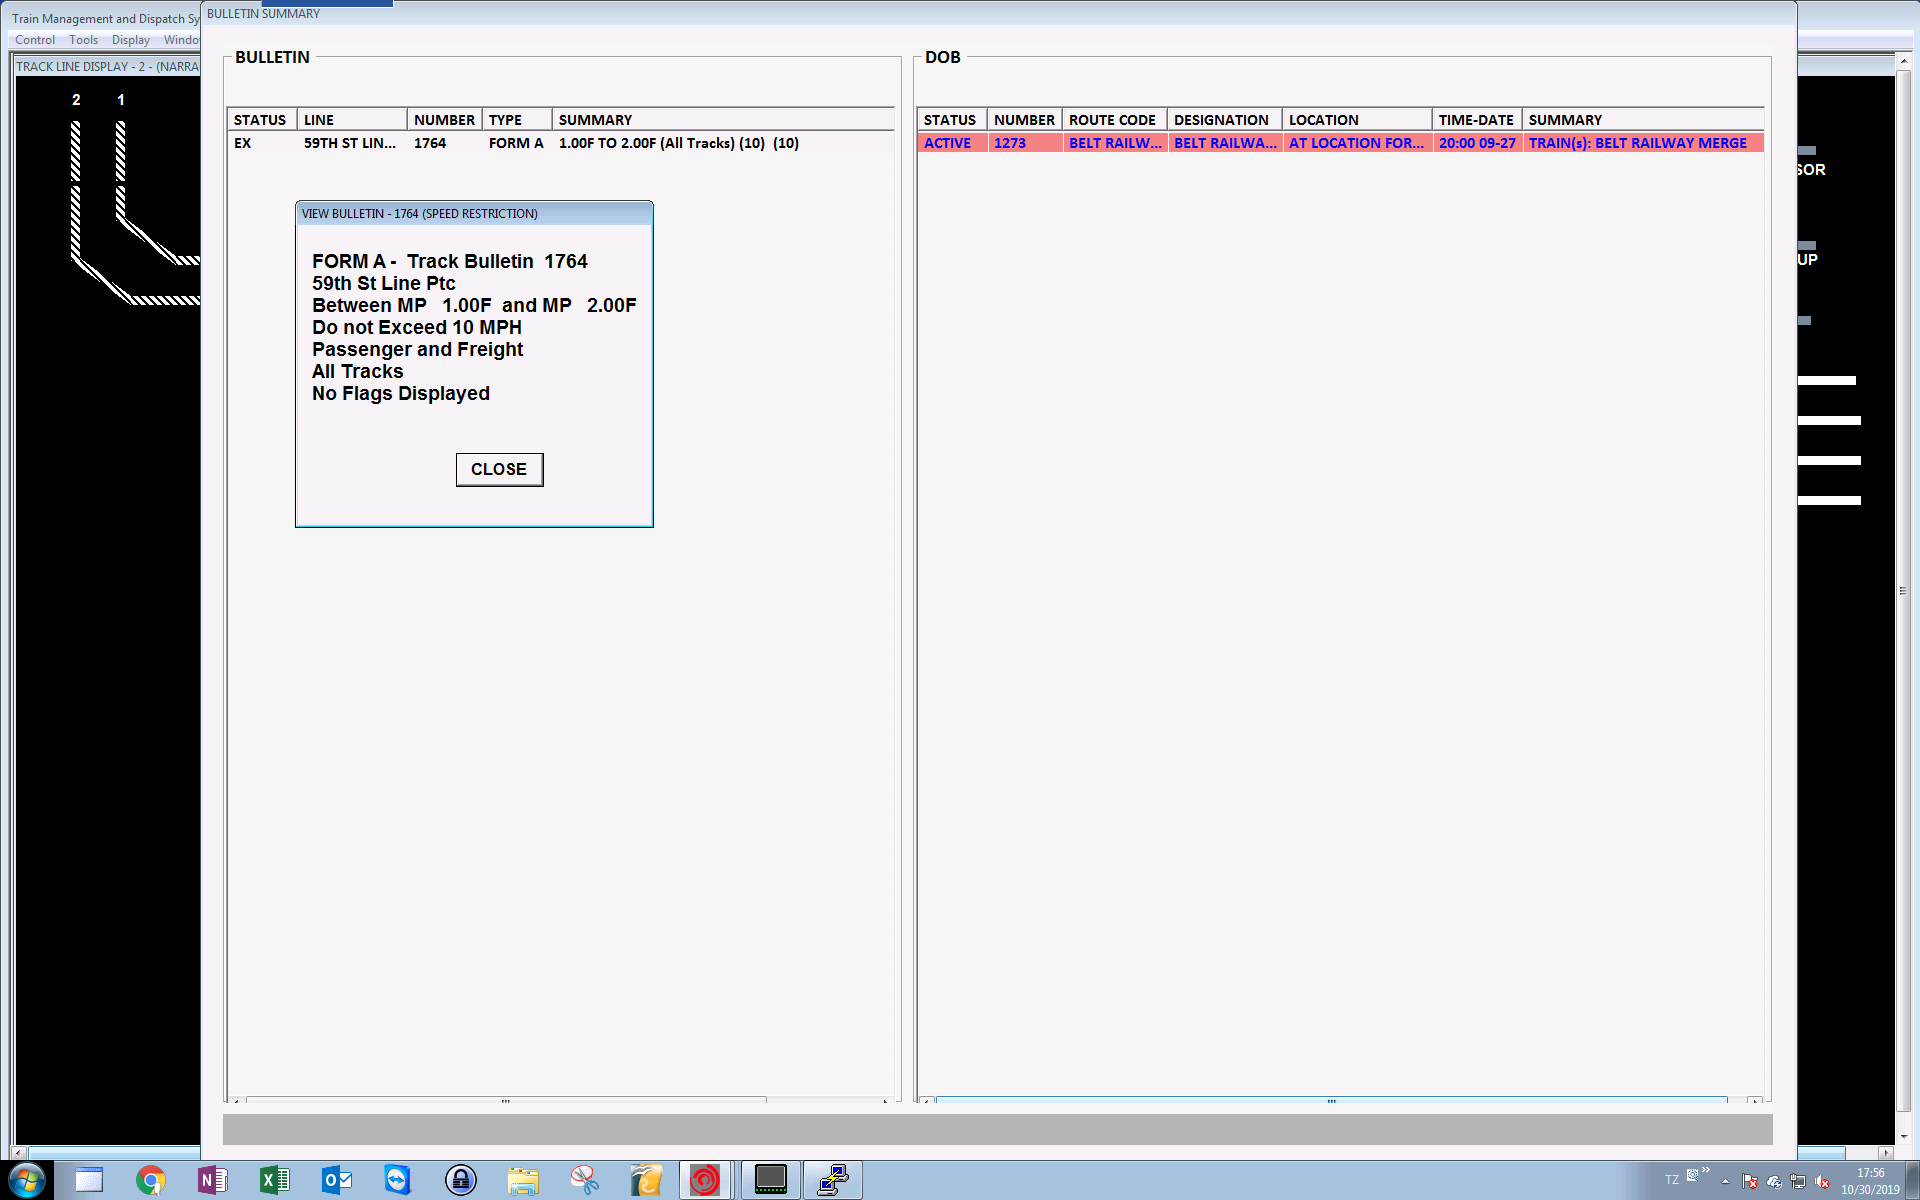 Train Management and Dispatch Sy
BULLETIN SUMMARY
Control Tools Display Windo
TRACK LINE DISPLAY - 2 - (NARRA
2 1
BULLETIN
STATUS LINE NUMBER TYPE SUMMARY
EX 59TH ST LIN... 1764 FORM A 1.00F TO 2.00F (All Tracks) (10) (10)
VIEW BULLETIN - 1764 (SPEED RESTRICTION)
FORM A - Track Bulletin 1764
59th St Line Ptc
Between MP 1.00F and MP 2.00F
Do not Exceed 10 MPH
Passenger and Freight
All Tracks
No Flags Displayed
CLOSE
DOB
STATUS NUMBER ROUTE CODE DESIGNATION LOCATION TIME-DATE SUMMARY
ACTIVE 1273 BELT RAILW... BELT RAILWA... AT LOCATION FOR... 20:00 09-27 TRAIN(s): BELT RAILWAY MERGE
SOR
UP
TZ
17:56
10/30/2019